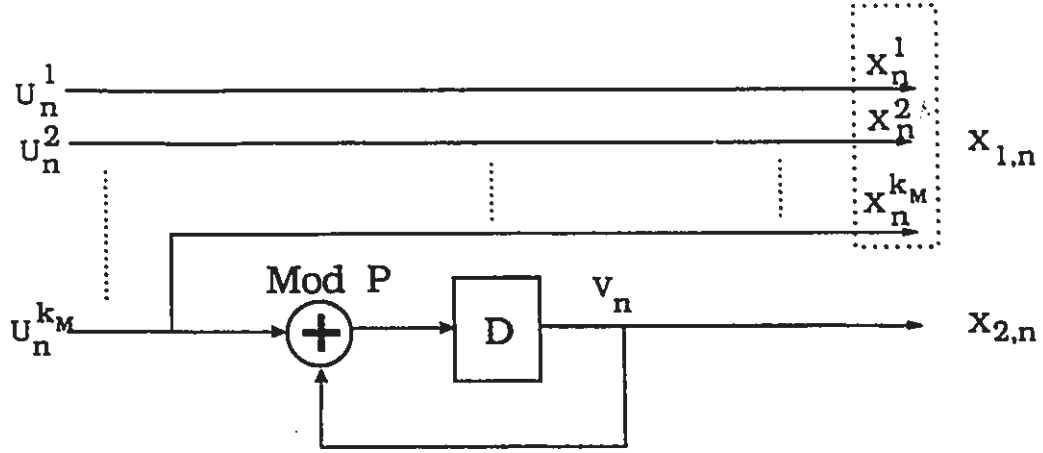 U_n^1
X_n^1
U_n^2
X_n^2
X_{1,n}
X_n^{k_M}
Mod P
V_n
U_n^{k_M}
+
D
X_{2,n}